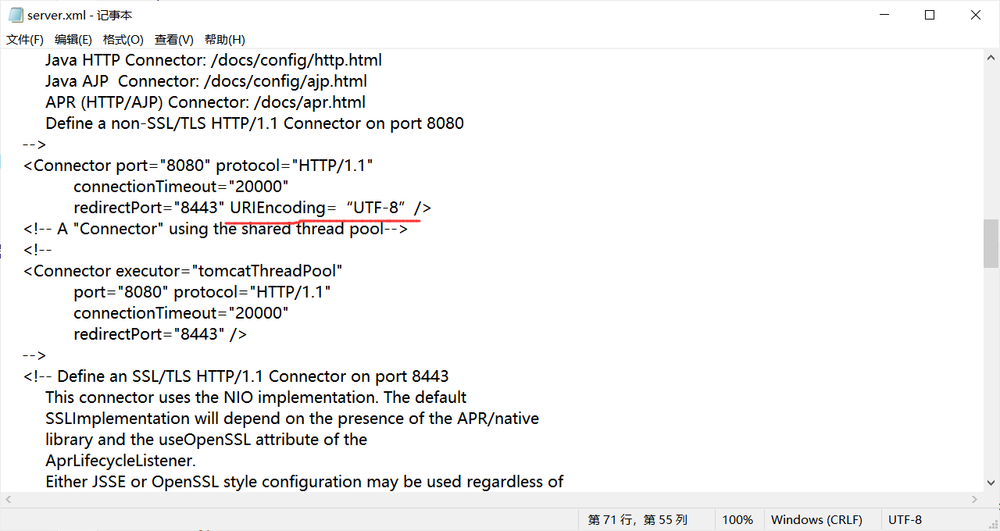 server.xml - 记事本
文件(F) 编辑(E) 格式(O) 查看(V) 帮助(H)
Java HTTP Connector: /docs/config/http.html
Java AJP  Connector: /docs/config/ajp.html
APR (HTTP/AJP) Connector: /docs/apr.html
Define a non-SSL/TLS HTTP/1.1 Connector on port 8080
-->
<Connector port="8080" protocol="HTTP/1.1"
connectionTimeout="20000"
redirectPort="8443" URIEncoding=“UTF-8” />
<!-- A "Connector" using the shared thread pool-->
<!--
<Connector executor="tomcatThreadPool"
port="8080" protocol="HTTP/1.1"
connectionTimeout="20000"
redirectPort="8443" />
-->
<!-- Define an SSL/TLS HTTP/1.1 Connector on port 8443
This connector uses the NIO implementation. The default
SSLImplementation will depend on the presence of the APR/native
library and the useOpenSSL attribute of the
AprLifecycleListener.
Either JSSE or OpenSSL style configuration may be used regardless of
第 71 行，第 55 列 100% Windows (CRLF) UTF-8